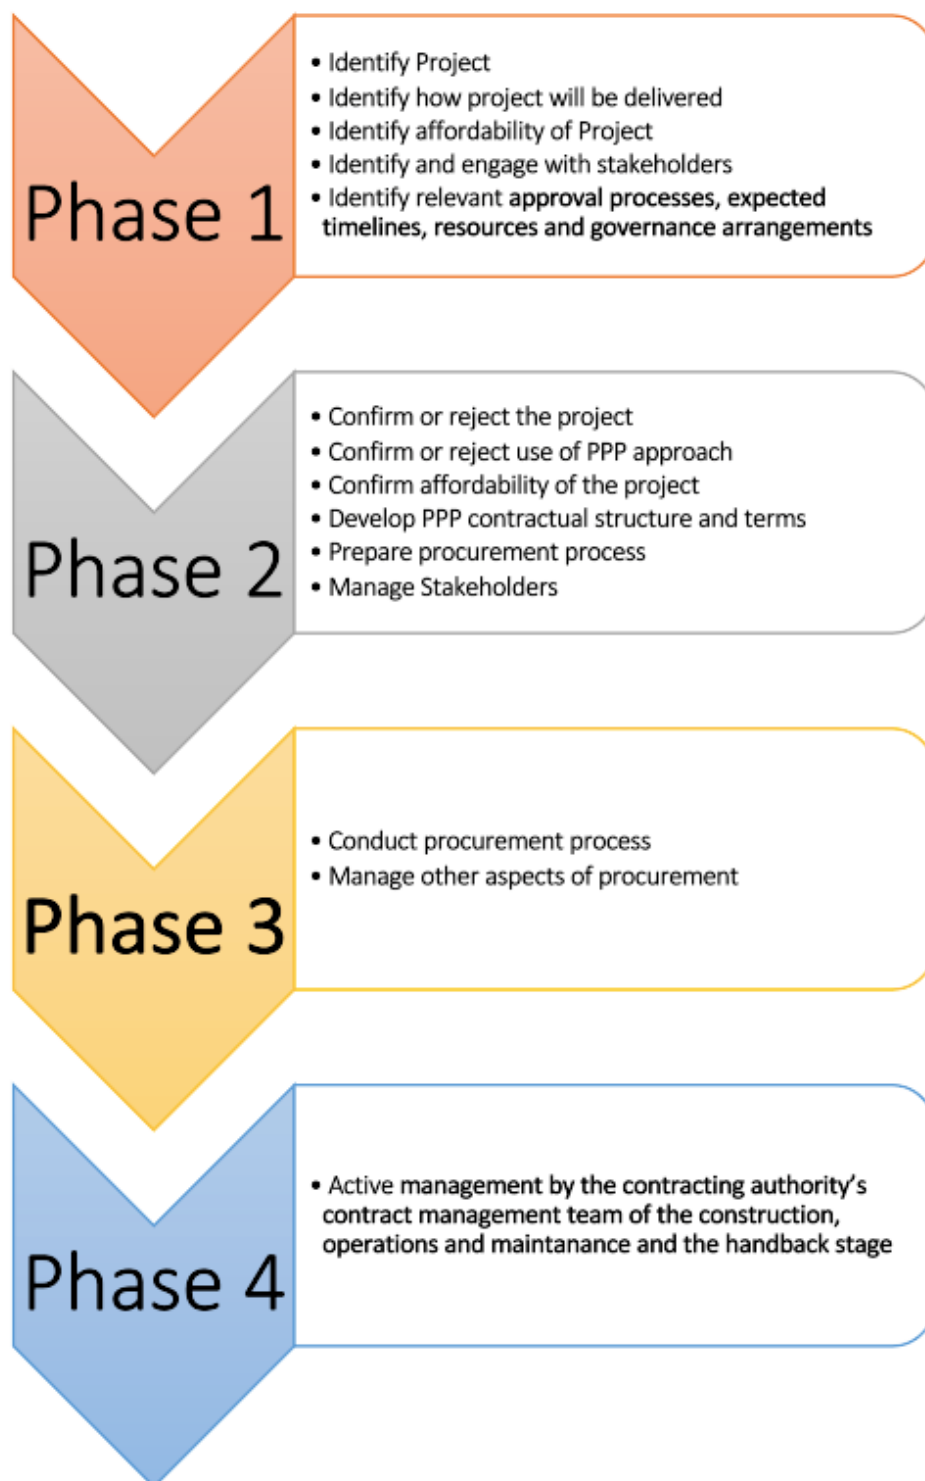 Phase 1
• Identify Project
• Identify how project will be delivered
• Identify affordability of Project
• Identify and engage with stakeholders
• Identify relevant approval processes, expected
timelines, resources and governance arrangements
Phase 2
• Confirm or reject the project
• Confirm or reject use of PPP approach
• Confirm affordability of the project
• Develop PPP contractual structure and terms
• Prepare procurement process
• Manage Stakeholders
Phase 3
• Conduct procurement process
• Manage other aspects of procurement
Phase 4
• Active management by the contracting authority’s
contract management team of the construction,
operations and maintanance and the handback stage